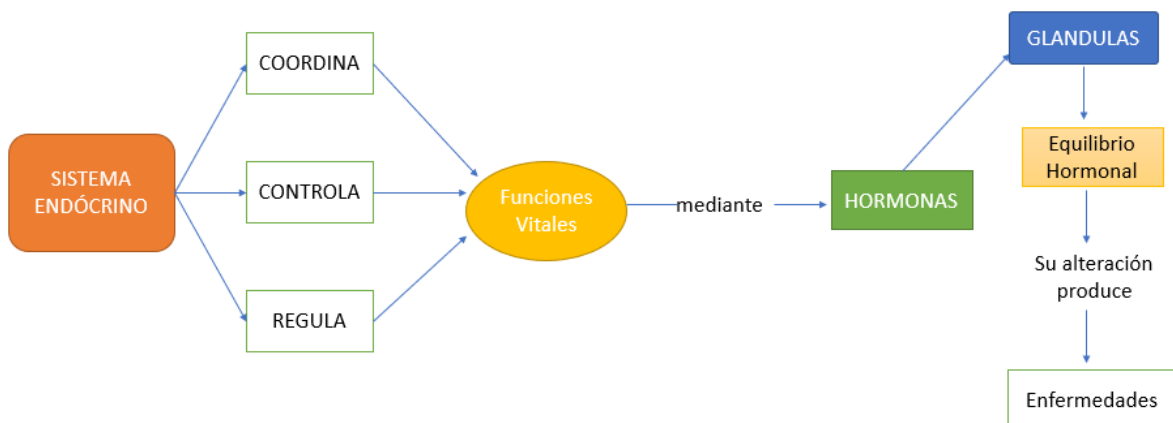 SISTEMA
ENDÓCRINO
COORDINA
CONTROLA
REGULA
Funciones
Vitales
mediante
HORMONAS
GLANDULAS
Equilibrio
Hormonal
Su alteración
produce
Enfermedades